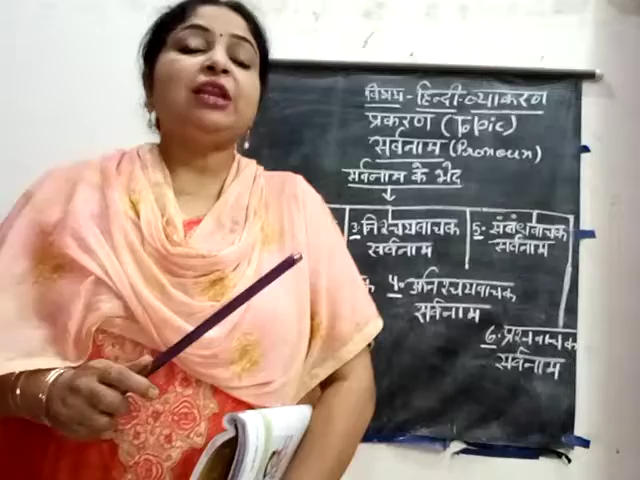 विषय - हिन्दी-व्याकरण
प्रकरण (Topic)
सर्वनाम (Pronoun)
सर्वनाम के भेद
3. निश्चयवाचक
सर्वनाम
5. संबंधवाचक
सर्वनाम
क
4. अनिश्चयवाचक
सर्वनाम
6. प्रश्नवाचक
सर्वनाम